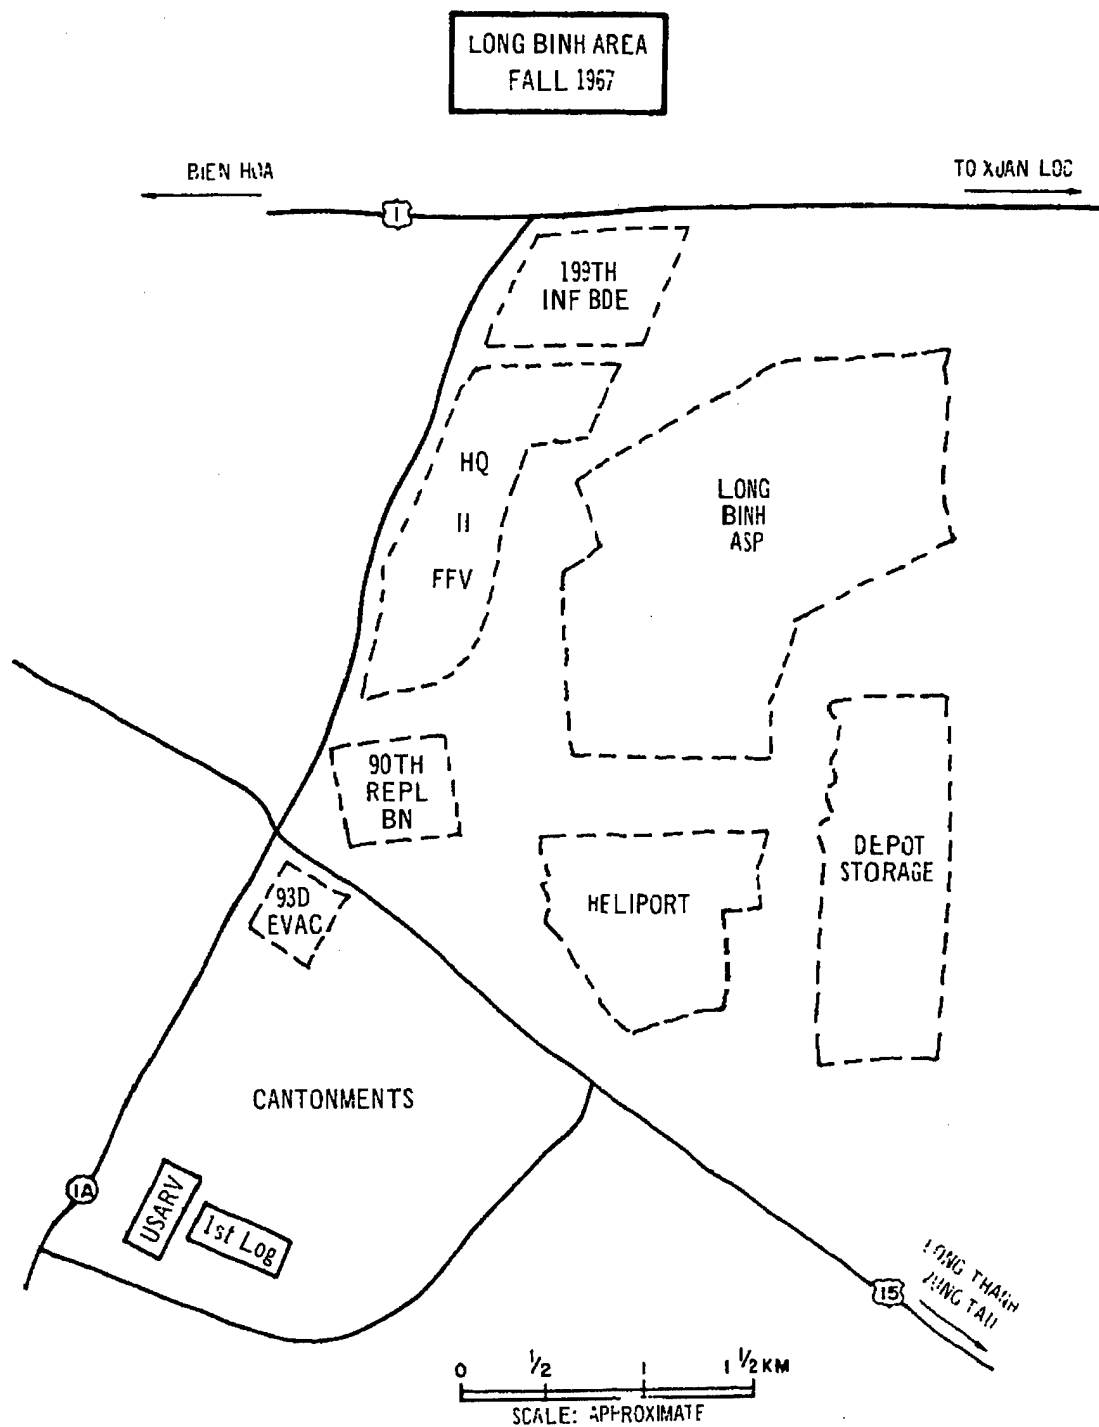 LONG BINH AREA
FALL 1967
BIEN HOA
TO XUAN LOC
1
199TH
INF BDE
HQ
II
FFV
LONG
BINH
ASP
90TH
REPL
BN
DEPOT
STORAGE
HELIPORT
93D
EVAC
CANTONMENTS
1A
USARV
1st Log
LONG THANH
VUNG TAU
15
0 1/2 1 1 1/2 KM
SCALE: APPROXIMATE